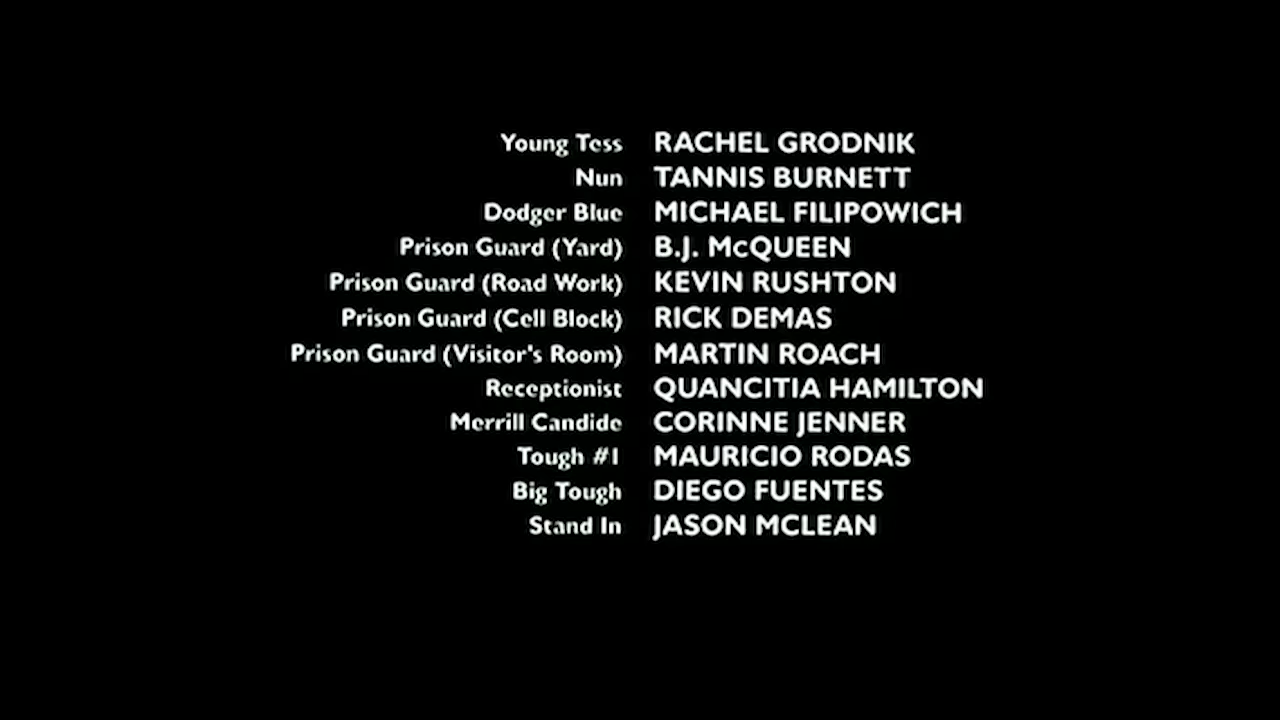 Young Tess RACHEL GRODNIK
Nun TANNIS BURNETT
Dodger Blue MICHAEL FILIPOWICH
Prison Guard (Yard) B.J. McQUEEN
Prison Guard (Road Work) KEVIN RUSHTON
Prison Guard (Cell Block) RICK DEMAS
Prison Guard (Visitor's Room) MARTIN ROACH
Receptionist QUANCITIA HAMILTON
Merrill Candide CORINNE JENNER
Tough #1 MAURICIO RODAS
Big Tough DIEGO FUENTES
Stand In JASON MCLEAN